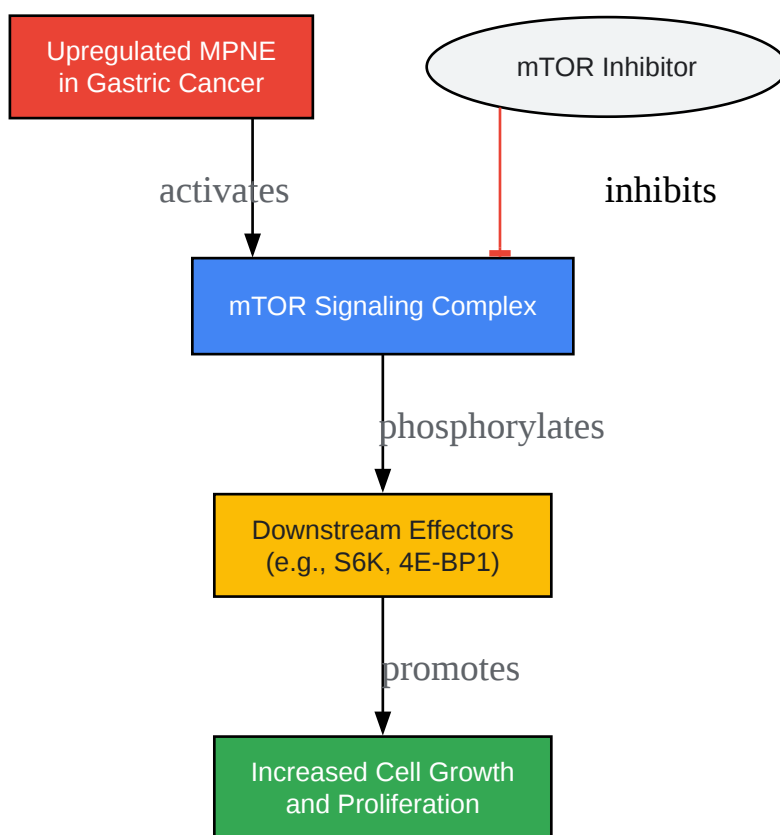 Upregulated MPNE
in Gastric Cancer
mTOR Inhibitor
activates
inhibits
mTOR Signaling Complex
phosphorylates
Downstream Effectors
(e.g., S6K, 4E-BP1)
promotes
Increased Cell Growth
and Proliferation